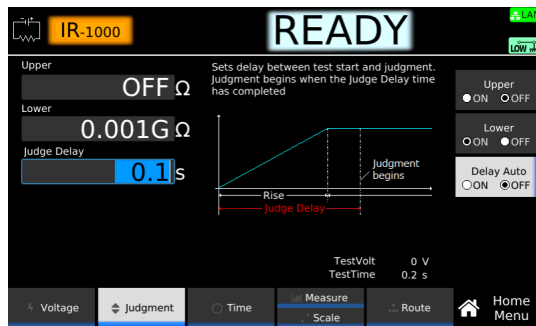 IR-1000
READY
LAN
LOW
Upper
OFF Ω
Lower
0.001G Ω
Judge Delay
0.1 s
Sets delay between test start and judgment.
Judgment begins when the Judge Delay time
has completed
Judgment
begins
Rise
Judge Delay
TestVolt 0 V
TestTime 0.2 s
Upper
ON OFF
Lower
ON OFF
Delay Auto
ON OFF
Voltage
Judgment
Time
Measure
Scale
Route
Home
Menu